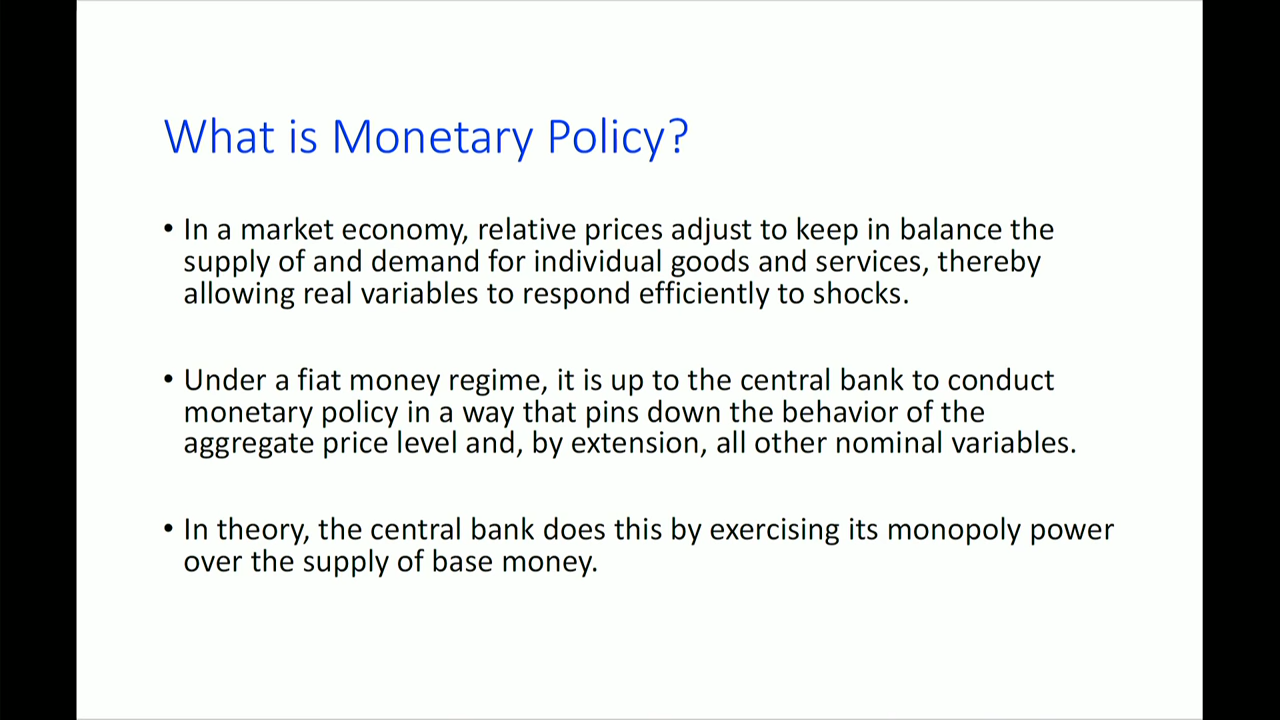 What is Monetary Policy?
• In a market economy, relative prices adjust to keep in balance the
supply of and demand for individual goods and services, thereby
allowing real variables to respond efficiently to shocks.
• Under a fiat money regime, it is up to the central bank to conduct
monetary policy in a way that pins down the behavior of the
aggregate price level and, by extension, all other nominal variables.
• In theory, the central bank does this by exercising its monopoly power
over the supply of base money.